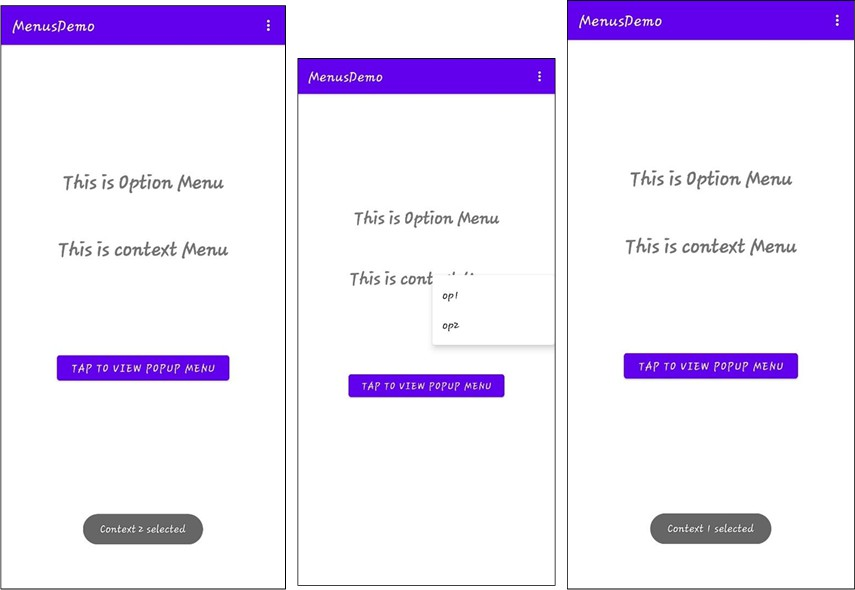 MenusDemo
This is Option Menu
This is context Menu
TAP TO VIEW POPUP MENU
Context 2 selected
MenusDemo
This is Option Menu
This is cont
op1
op2
TAP TO VIEW POPUP MENU
MenusDemo
This is Option Menu
This is context Menu
TAP TO VIEW POPUP MENU
Context 1 selected